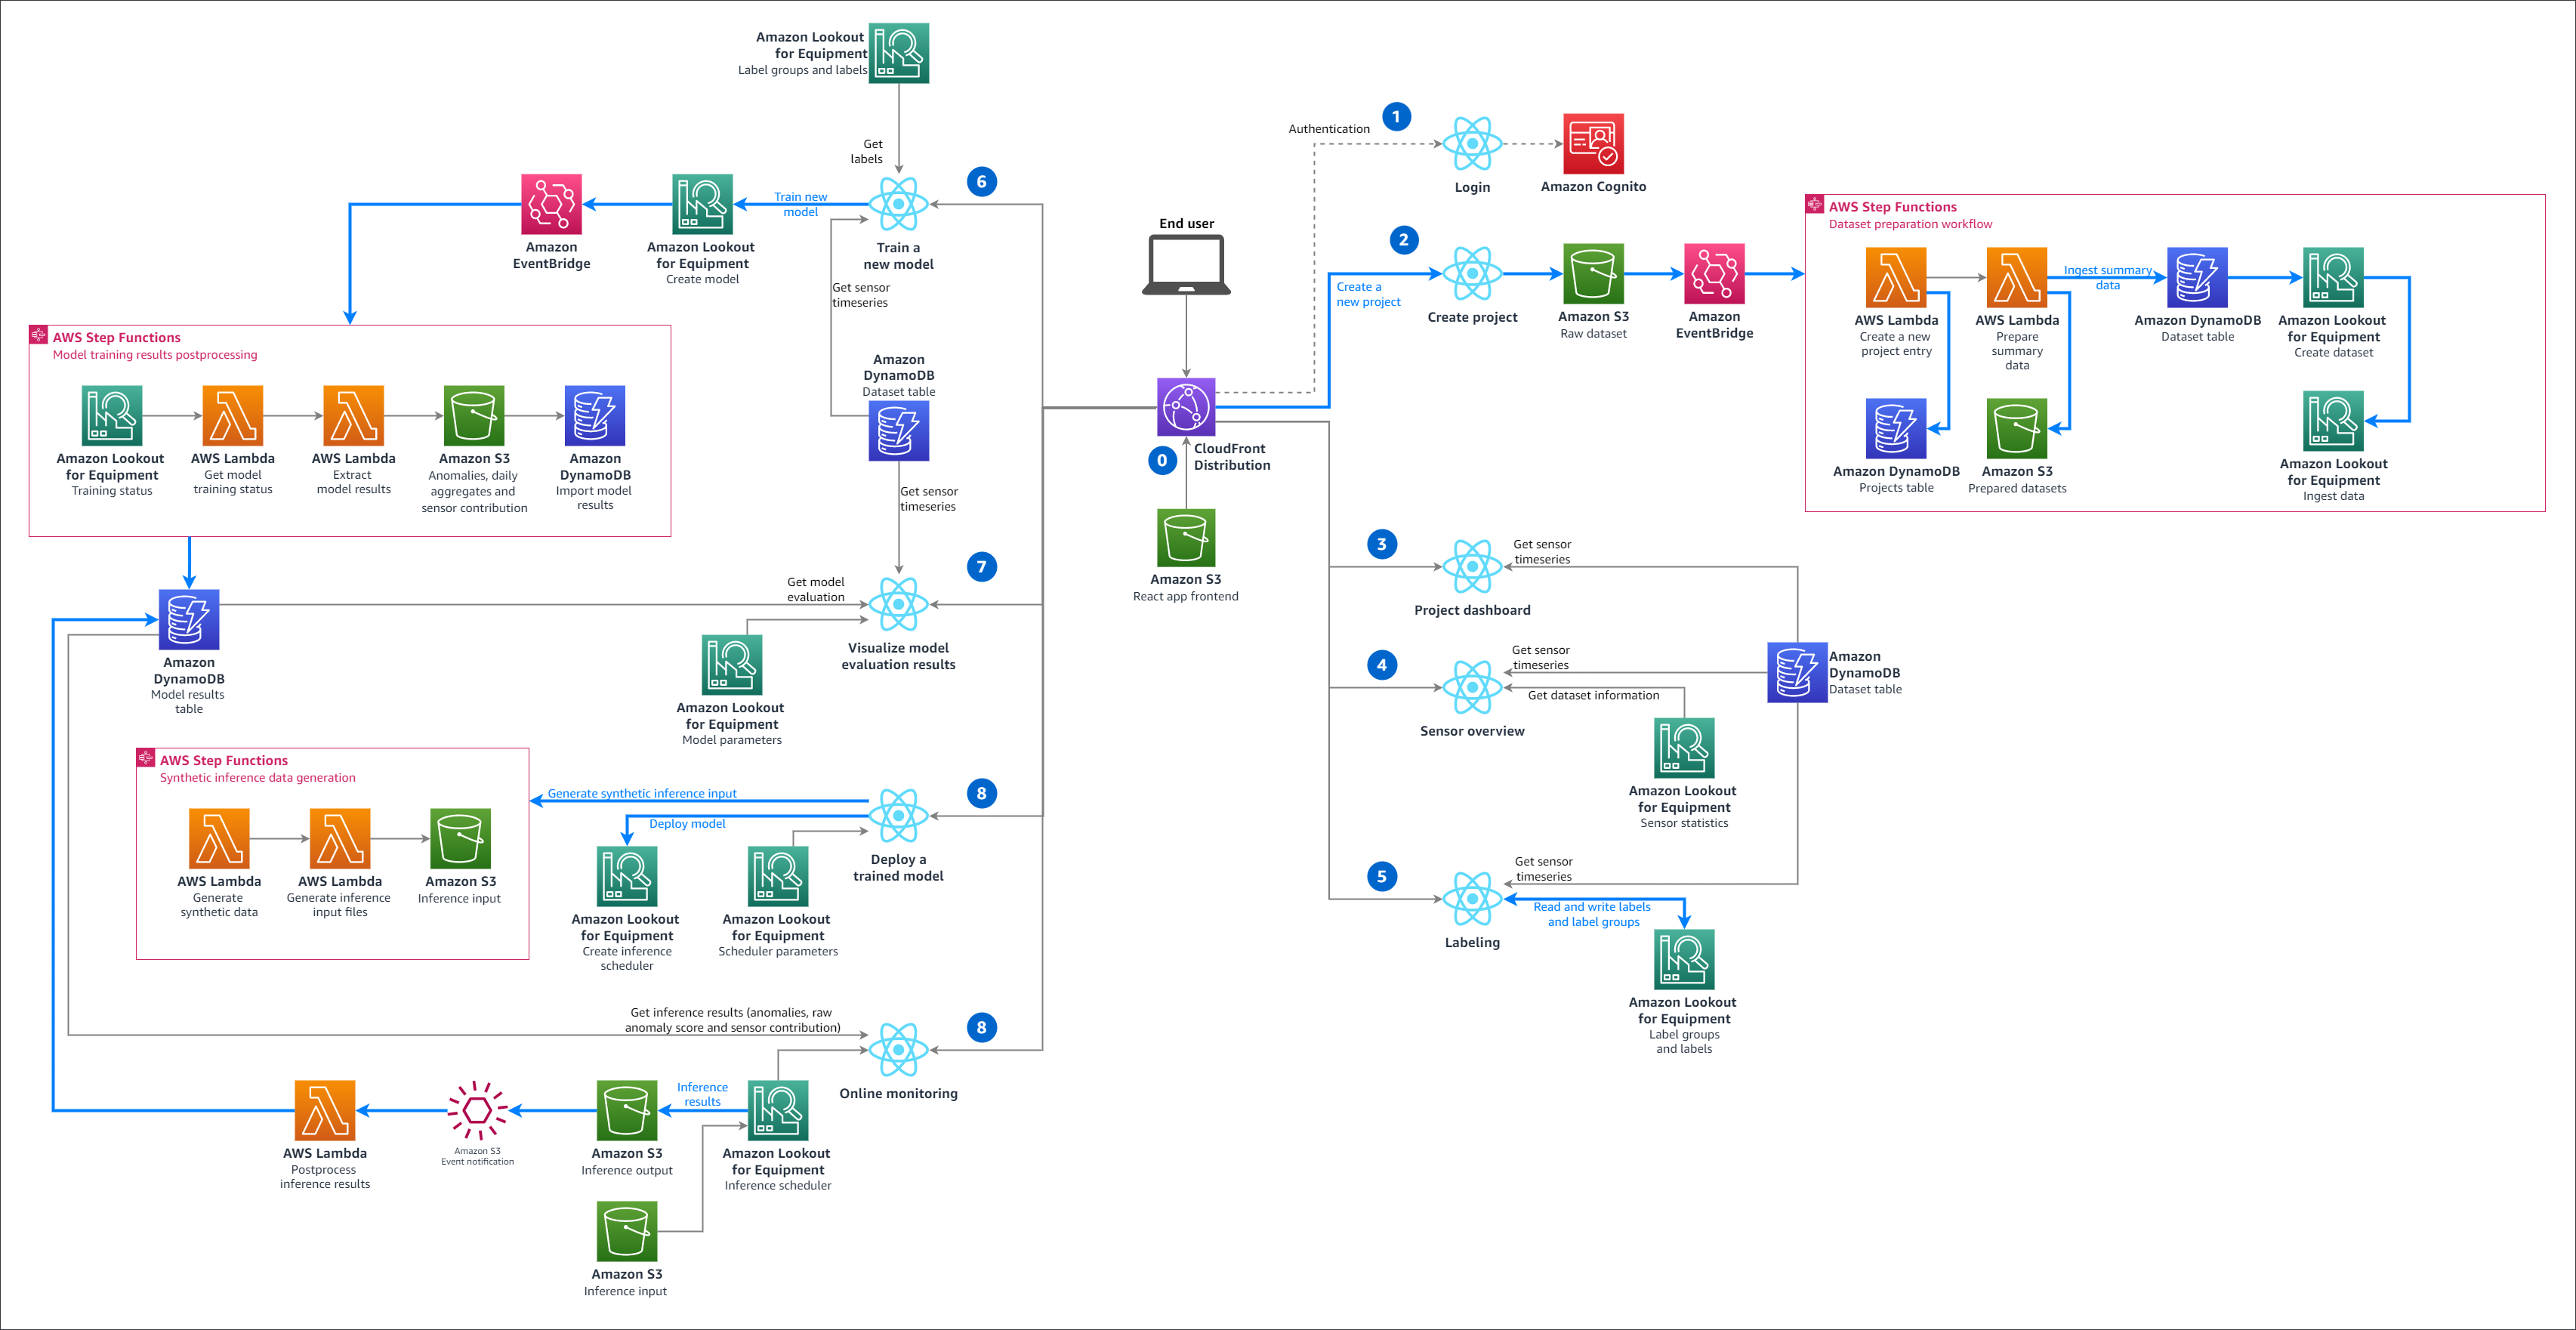 Amazon Lookout
for Equipment
Label groups and labels
Get
labels
6
Train new
model
Amazon
EventBridge
Amazon Lookout
for Equipment
Create model
Train a
new model
Get sensor
timeseries
AWS Step Functions
Model training results postprocessing
Amazon Lookout
for Equipment
Training status
AWS Lambda
Get model
training status
AWS Lambda
Extract
model results
Amazon S3
Anomalies, daily
aggregates and
sensor contribution
Amazon
DynamoDB
Import model
results
Amazon
DynamoDB
Dataset table
Get sensor
timeseries
7
Get model
evaluation
Visualize model
evaluation results
Amazon
DynamoDB
Model results
table
Amazon Lookout
for Equipment
Model parameters
AWS Step Functions
Synthetic inference data generation
AWS Lambda
Generate
synthetic data
AWS Lambda
Generate inference
input files
Amazon S3
Inference input
Generate synthetic inference input
Deploy model
8
Deploy a
trained model
Amazon Lookout
for Equipment
Create inference
scheduler
Amazon Lookout
for Equipment
Scheduler parameters
Get inference results (anomalies, raw
anomaly score and sensor contribution)
8
Online monitoring
Inference
results
AWS Lambda
Postprocess
inference results
Amazon S3
Event notification
Amazon S3
Inference output
Amazon Lookout
for Equipment
Inference scheduler
Amazon S3
Inference input
End user
0
CloudFront
Distribution
Amazon S3
React app frontend
1
Authentication
Login
Amazon Cognito
2
Create a
new project
Create project
Amazon S3
Raw dataset
Amazon
EventBridge
AWS Step Functions
Dataset preparation workflow
AWS Lambda
Create a new
project entry
AWS Lambda
Prepare
summary
data
Ingest summary
data
Amazon DynamoDB
Dataset table
Amazon Lookout
for Equipment
Create dataset
Amazon DynamoDB
Projects table
Amazon S3
Prepared datasets
Amazon Lookout
for Equipment
Ingest data
3
Get sensor
timeseries
Project dashboard
4
Get sensor
timeseries
Get dataset information
Sensor overview
Amazon
DynamoDB
Dataset table
Amazon Lookout
for Equipment
Sensor statistics
5
Get sensor
timeseries
Read and write labels
and label groups
Labeling
Amazon Lookout
for Equipment
Label groups
and labels